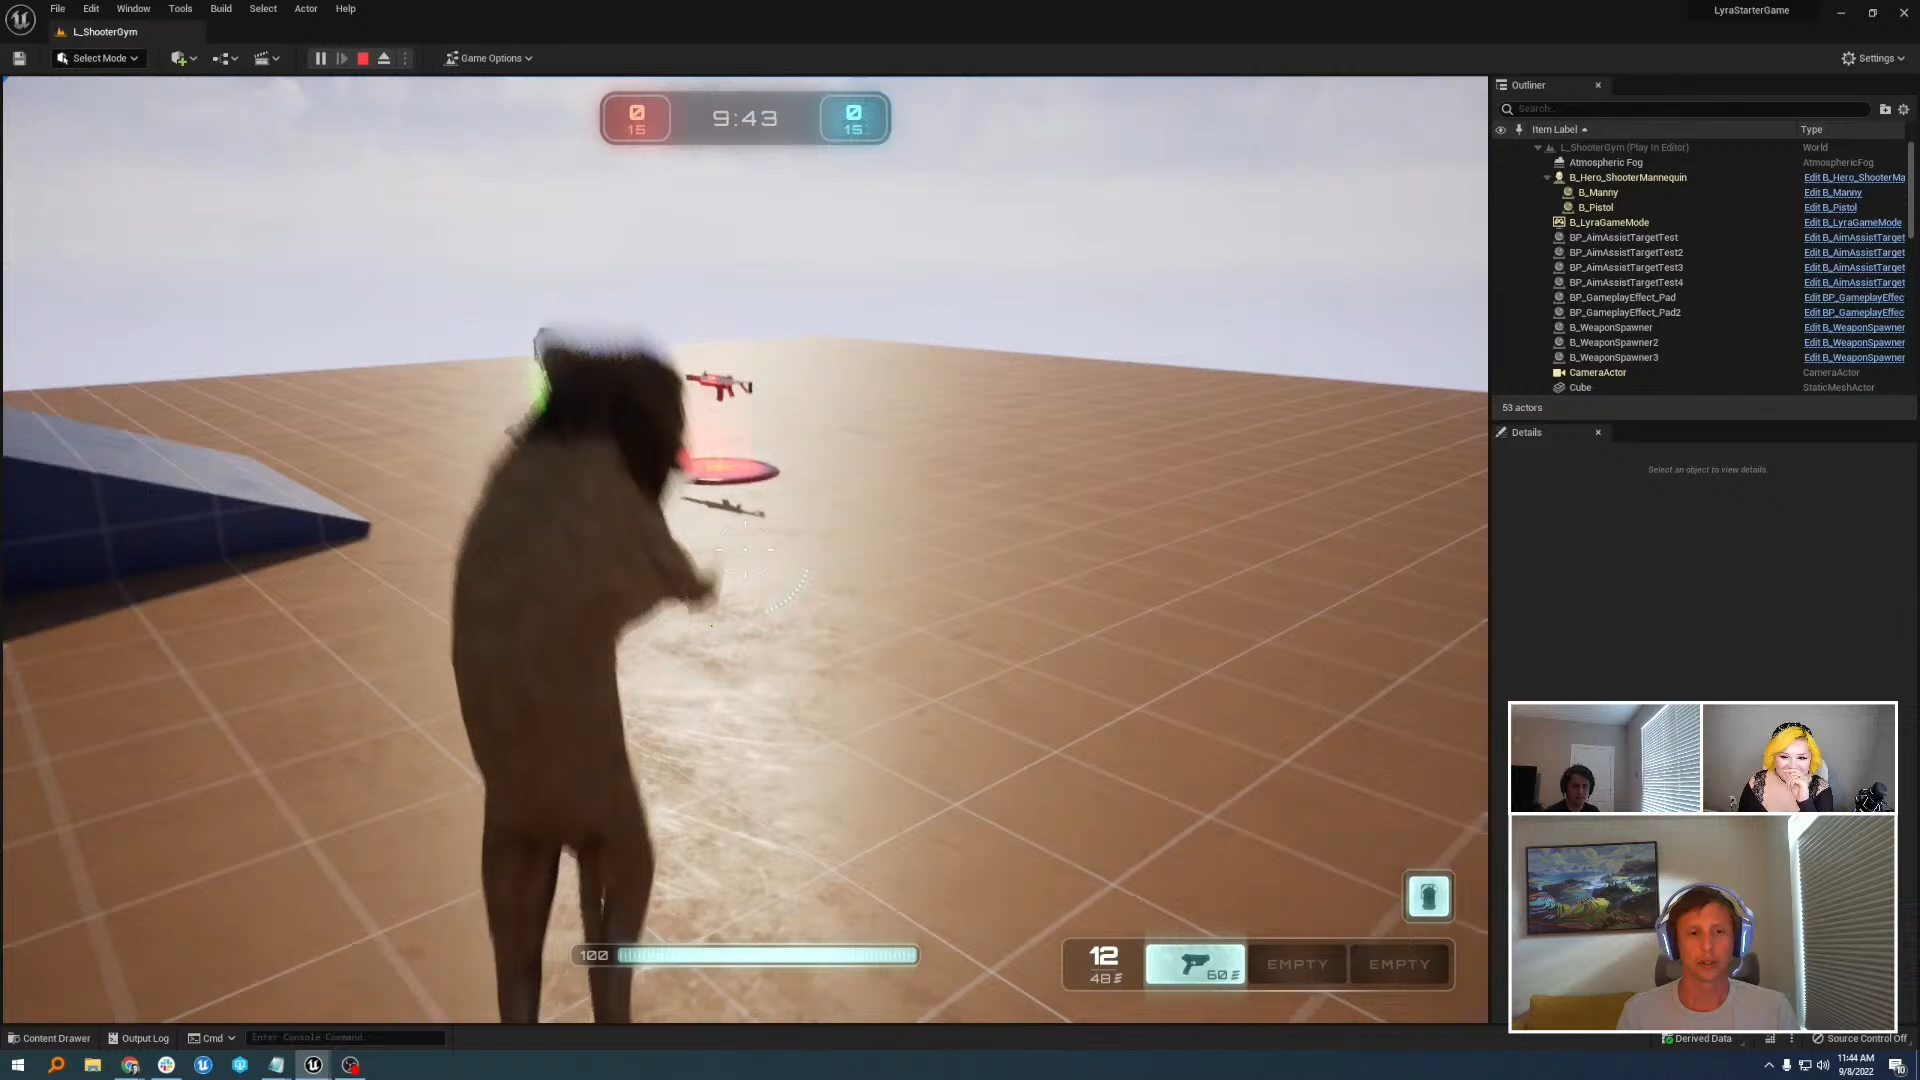 File Edit Window Tools Build Select Actor Help
LyraStarterGame
L_ShooterGym
Select Mode
Game Options
Settings
0
15
9:43
0
15
100
12
48
60
EMPTY
EMPTY
Outliner
Search...
Item Label Type
L_ShooterGym (Play In Editor) World
Atmospheric Fog AtmosphericFog
B_Hero_ShooterMannequin Edit B_Hero_ShooterMa
B_Manny Edit B_Manny
B_Pistol Edit B_Pistol
B_LyraGameMode Edit B_LyraGameMode
BP_AimAssistTargetTest Edit B_AimAssistTarget
BP_AimAssistTargetTest2 Edit B_AimAssistTarget
BP_AimAssistTargetTest3 Edit B_AimAssistTarget
BP_AimAssistTargetTest4 Edit B_AimAssistTarget
BP_GameplayEffect_Pad Edit BP_GameplayEffec
BP_GameplayEffect_Pad2 Edit BP_GameplayEffec
B_WeaponSpawner Edit B_WeaponSpawner
B_WeaponSpawner2 Edit B_WeaponSpawner
B_WeaponSpawner3 Edit B_WeaponSpawner
CameraActor CameraActor
Cube StaticMeshActor
53 actors
Details
Select an object to view details.
Content Drawer Output Log Cmd Enter Console Command
Derived Data Source Control Off
11:44 AM
9/8/2022
10